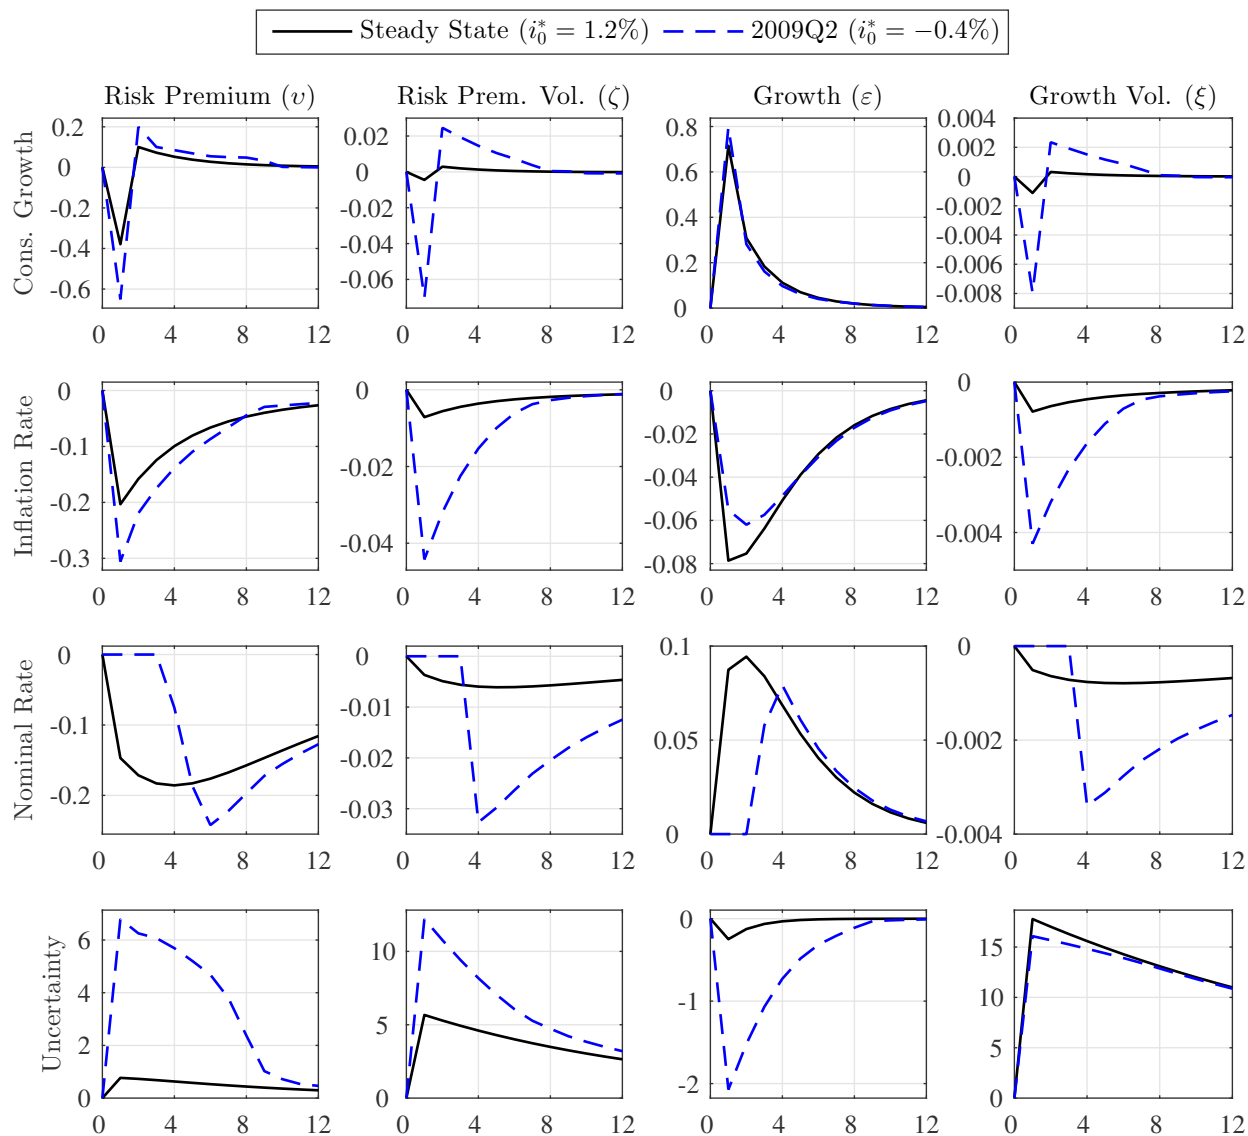 Steady State (i₀* = 1.2%) 2009Q2 (i₀* = −0.4%)
Risk Premium (υ) Risk Prem. Vol. (ζ) Growth (ε) Growth Vol. (ξ)
Cons. Growth
0.2
0
-0.2
-0.4
-0.6
0 4 8 12
0.02
0
-0.02
-0.04
-0.06
0 4 8 12
0.8
0.6
0.4
0.2
0
0 4 8 12
0.004
0.002
0
-0.002
-0.004
-0.006
-0.008
0 4 8 12
Inflation Rate
0
-0.1
-0.2
-0.3
0 4 8 12
0
-0.02
-0.04
0 4 8 12
0
-0.02
-0.04
-0.06
-0.08
0 4 8 12
0
-0.002
-0.004
0 4 8 12
Nominal Rate
0
-0.1
-0.2
0 4 8 12
0
-0.01
-0.02
-0.03
0 4 8 12
0.1
0.05
0
0 4 8 12
0
-0.002
-0.004
0 4 8 12
Uncertainty
6
4
2
0
0 4 8 12
10
5
0
0 4 8 12
0
-1
-2
0 4 8 12
15
10
5
0
0 4 8 12